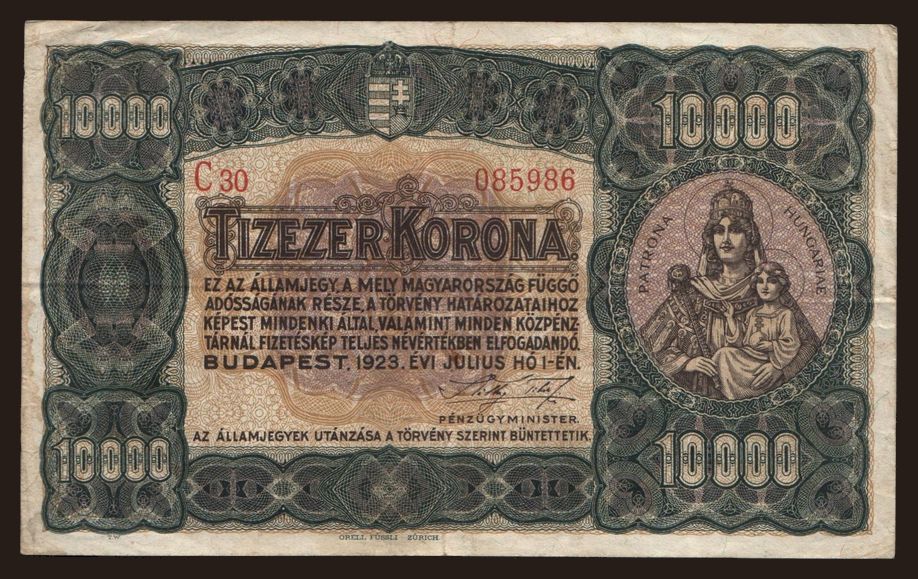 10000
10000
C 30
085986
TIZEZER KORONA.
PATRONA HUNGARIAE
EZ AZ ÁLLAMJEGY, A MELY MAGYARORSZÁG FÜGGŐ
ADÓSSÁGÁNAK RÉSZE, A TÖRVÉNY HATÁROZATAIHOZ
KÉPEST MINDENKI ÁLTAL, VALAMINT MINDEN KÖZPÉNZ-
TÁRNÁL FIZETÉSKÉP TELJES NÉVÉRTÉKBEN ELFOGADANDÓ.
BUDAPEST, 1923. ÉVI JULIUS HÓ 1-ÉN.
PÉNZÜGYMINISTER.
AZ ÁLLAMJEGYEK UTÁNZÁSA A TÖRVÉNY SZERINT BÜNTETTETIK.
10000
10000
ORELL FÜSSLI ZÜRICH